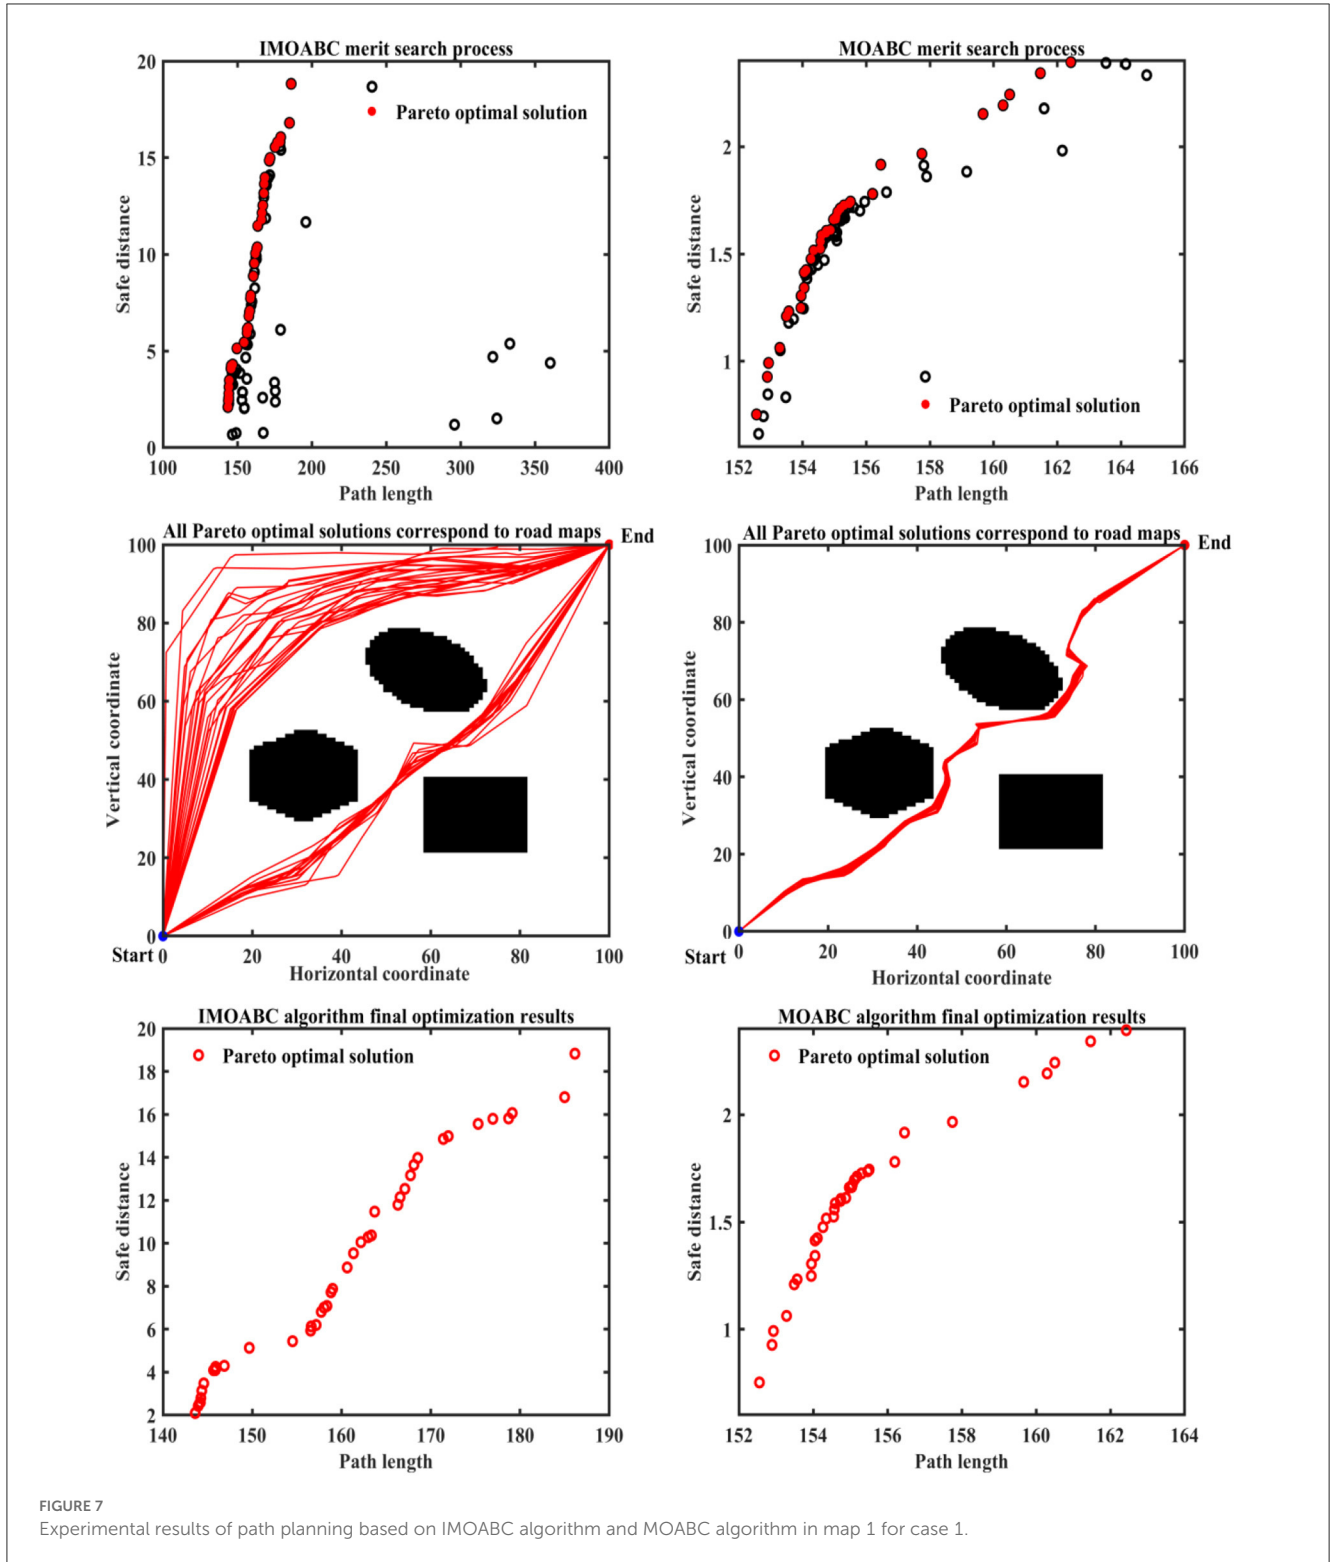 IMOABC merit search process
20
15
10
5
0
100 150 200 250 300 350 400
Safe distance
Path length
Pareto optimal solution
MOABC merit search process
2
1.5
1
152 154 156 158 160 162 164 166
Safe distance
Path length
Pareto optimal solution
All Pareto optimal solutions correspond to road maps
End
100
80
60
40
20
0
Start
0 20 40 60 80 100
Vertical coordinate
Horizontal coordinate
All Pareto optimal solutions correspond to road maps
End
100
80
60
40
20
0
Start
0 20 40 60 80 100
Vertical coordinate
Horizontal coordinate
IMOABC algorithm final optimization results
20
18
16
14
12
10
8
6
4
2
140 150 160 170 180 190
Safe distance
Path length
Pareto optimal solution
MOABC algorithm final optimization results
2
1.5
1
152 154 156 158 160 162 164
Safe distance
Path length
Pareto optimal solution
FIGURE 7
Experimental results of path planning based on IMOABC algorithm and MOABC algorithm in map 1 for case 1.